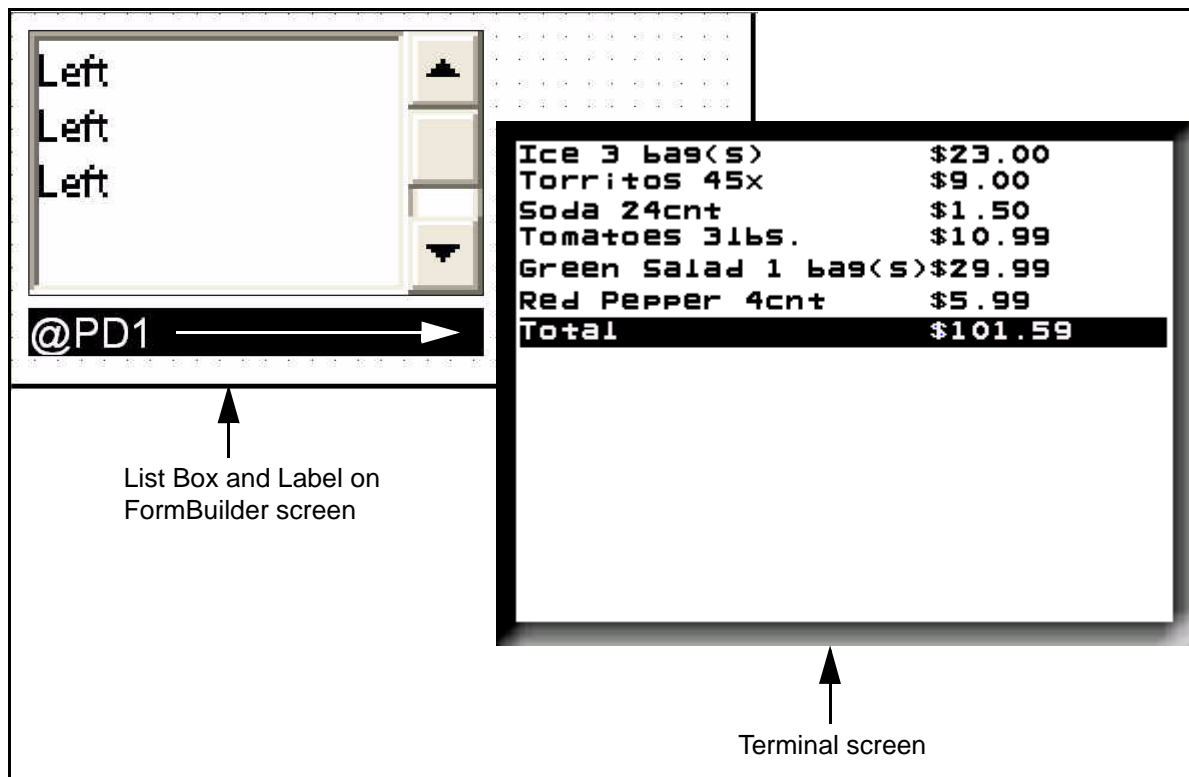 Left
Left
Left
@PD1
Ice 3 bag(s) $23.00
Torritos 45x $9.00
Soda 24cnt $1.50
Tomatoes 3lbs. $10.99
Green Salad 1 bag(s)$29.99
Red Pepper 4cnt $5.99
Total $101.59
List Box and Label on
FormBuilder screen
Terminal screen